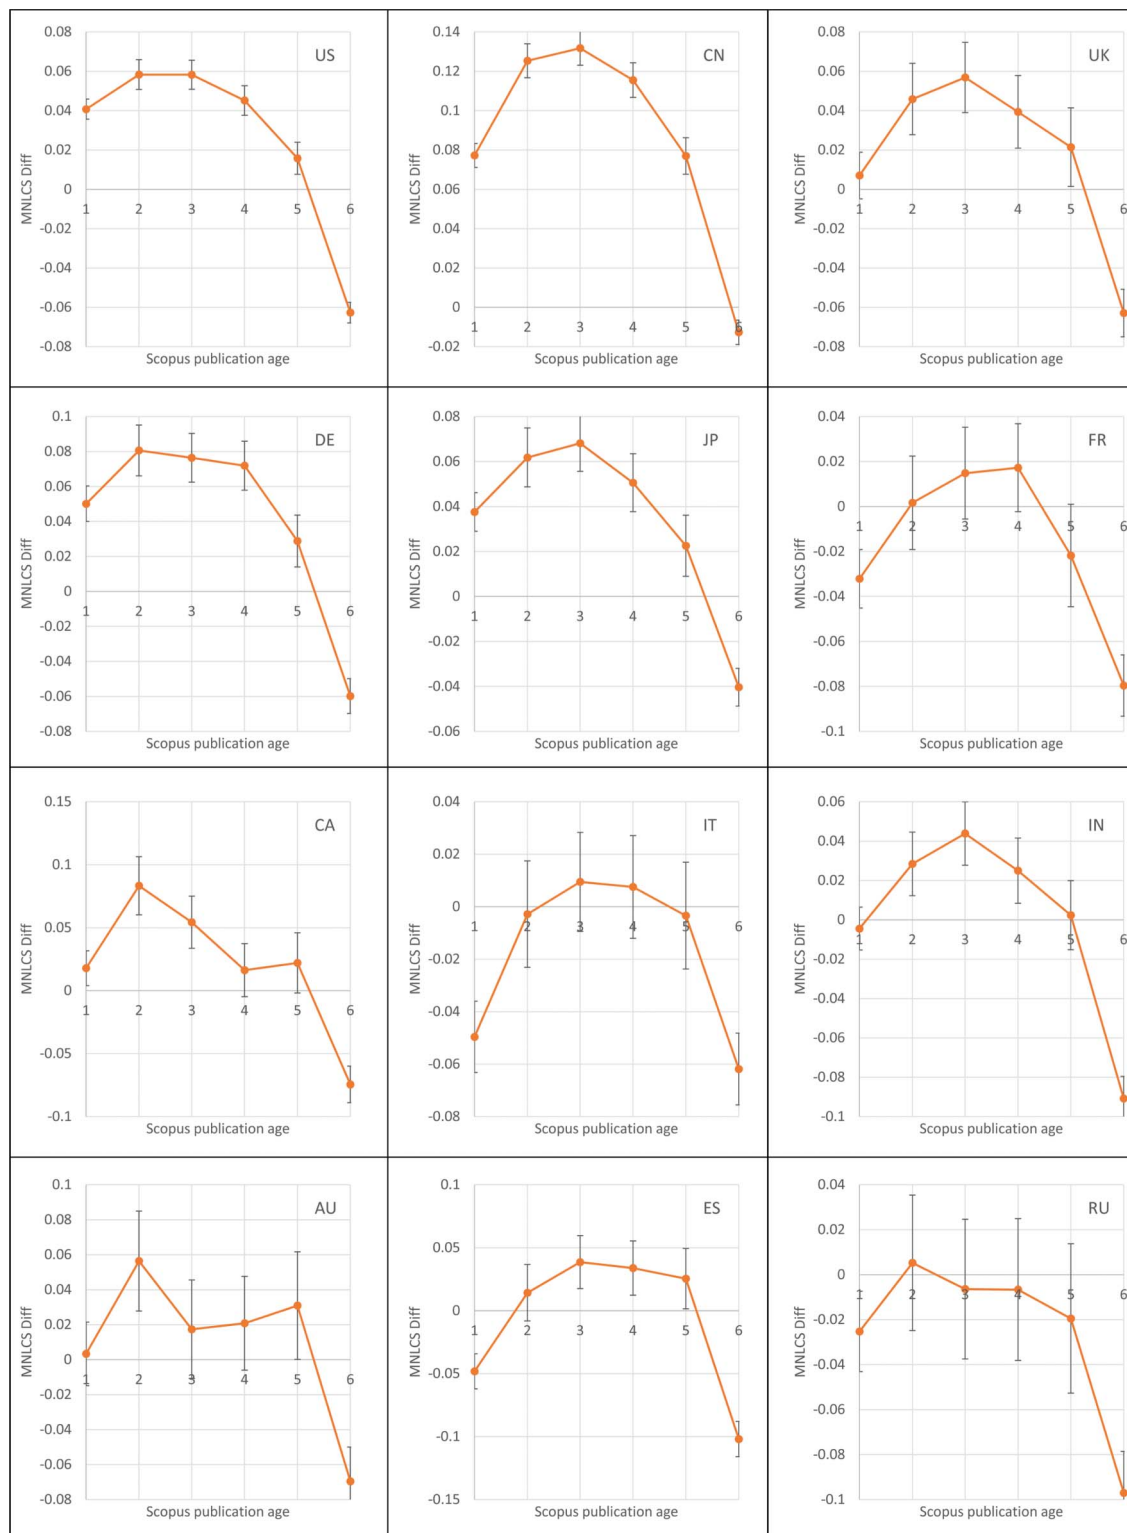 US
MNLCS Diff
0.08
0.06
0.04
0.02
0
-0.02
-0.04
-0.06
-0.08
1 2 3 4 5 6
Scopus publication age
CN
MNLCS Diff
0.14
0.12
0.1
0.08
0.06
0.04
0.02
0
-0.02
1 2 3 4 5 6
Scopus publication age
UK
MNLCS Diff
0.08
0.06
0.04
0.02
0
-0.02
-0.04
-0.06
-0.08
1 2 3 4 5 6
Scopus publication age
DE
MNLCS Diff
0.1
0.08
0.06
0.04
0.02
0
-0.02
-0.04
-0.06
-0.08
1 2 3 4 5 6
Scopus publication age
JP
MNLCS Diff
0.08
0.06
0.04
0.02
0
-0.02
-0.04
-0.06
1 2 3 4 5 6
Scopus publication age
FR
MNLCS Diff
0.04
0.02
0
-0.02
-0.04
-0.06
-0.08
-0.1
1 2 3 4 5 6
Scopus publication age
CA
MNLCS Diff
0.15
0.1
0.05
0
-0.05
-0.1
1 2 3 4 5 6
Scopus publication age
IT
MNLCS Diff
0.04
0.02
0
-0.02
-0.04
-0.06
-0.08
1 2 3 4 5 6
Scopus publication age
IN
MNLCS Diff
0.06
0.04
0.02
0
-0.02
-0.04
-0.06
-0.08
-0.1
1 2 3 4 5 6
Scopus publication age
AU
MNLCS Diff
0.1
0.08
0.06
0.04
0.02
0
-0.02
-0.04
-0.06
-0.08
1 2 3 4 5 6
Scopus publication age
ES
MNLCS Diff
0.1
0.05
0
-0.05
-0.1
-0.15
1 2 3 4 5 6
Scopus publication age
RU
MNLCS Diff
0.04
0.02
0
-0.02
-0.04
-0.06
-0.08
-0.1
1 2 3 4 5 6
Scopus publication age